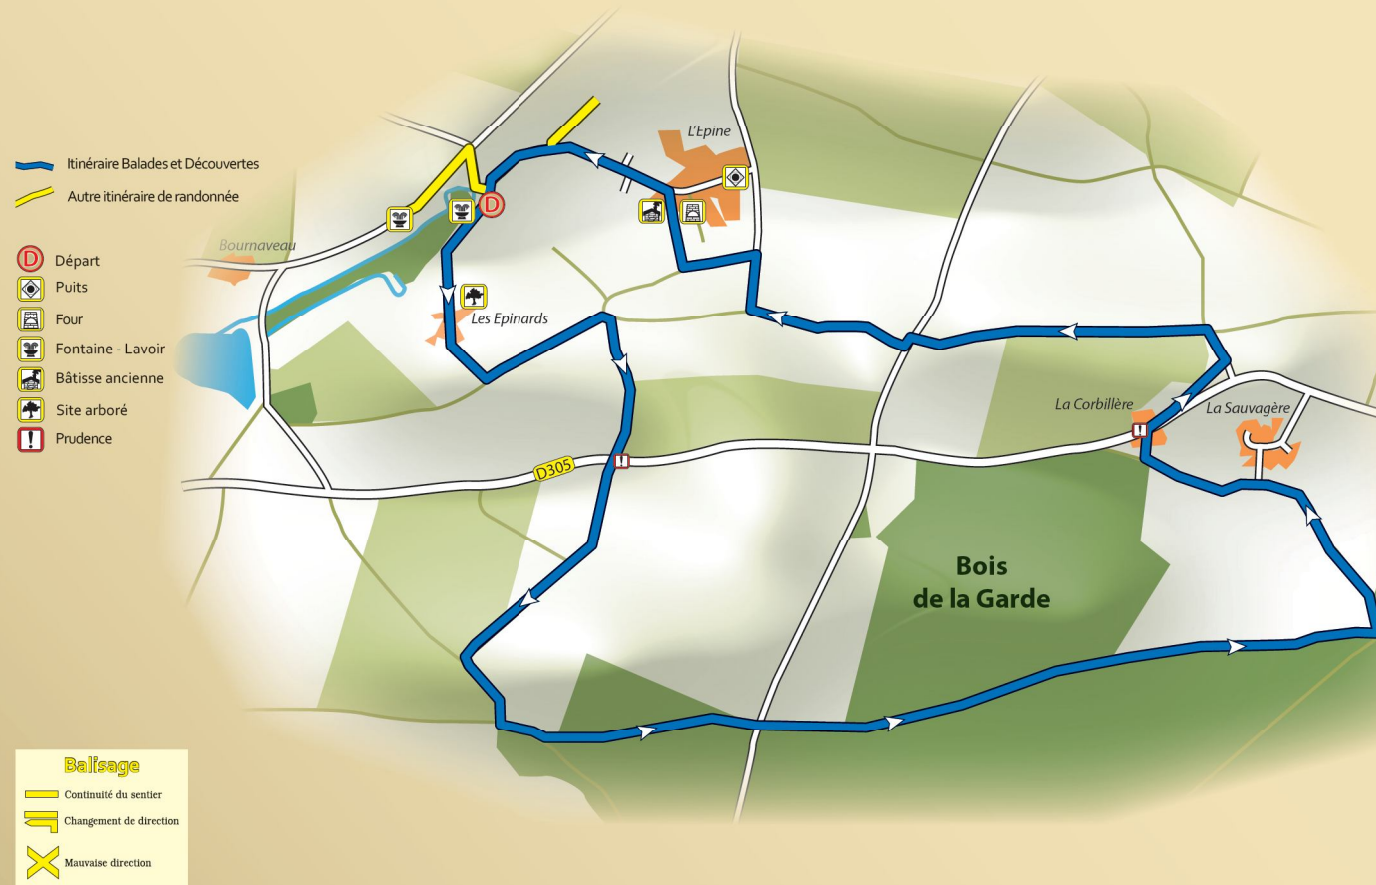 L'Epine
Itinéraire Balades et Découvertes
Autre itinéraire de randonnée
D
Bournaveau
D
Départ
Puits
Four
Fontaine - Lavoir
Bâtisse ancienne
Site arboré
! Prudence
Les Epinards
La Corbillère
La Sauvagère
!
!
D305
Bois
de la Garde
Balisage
Continuité du sentier
Changement de direction
Mauvaise direction